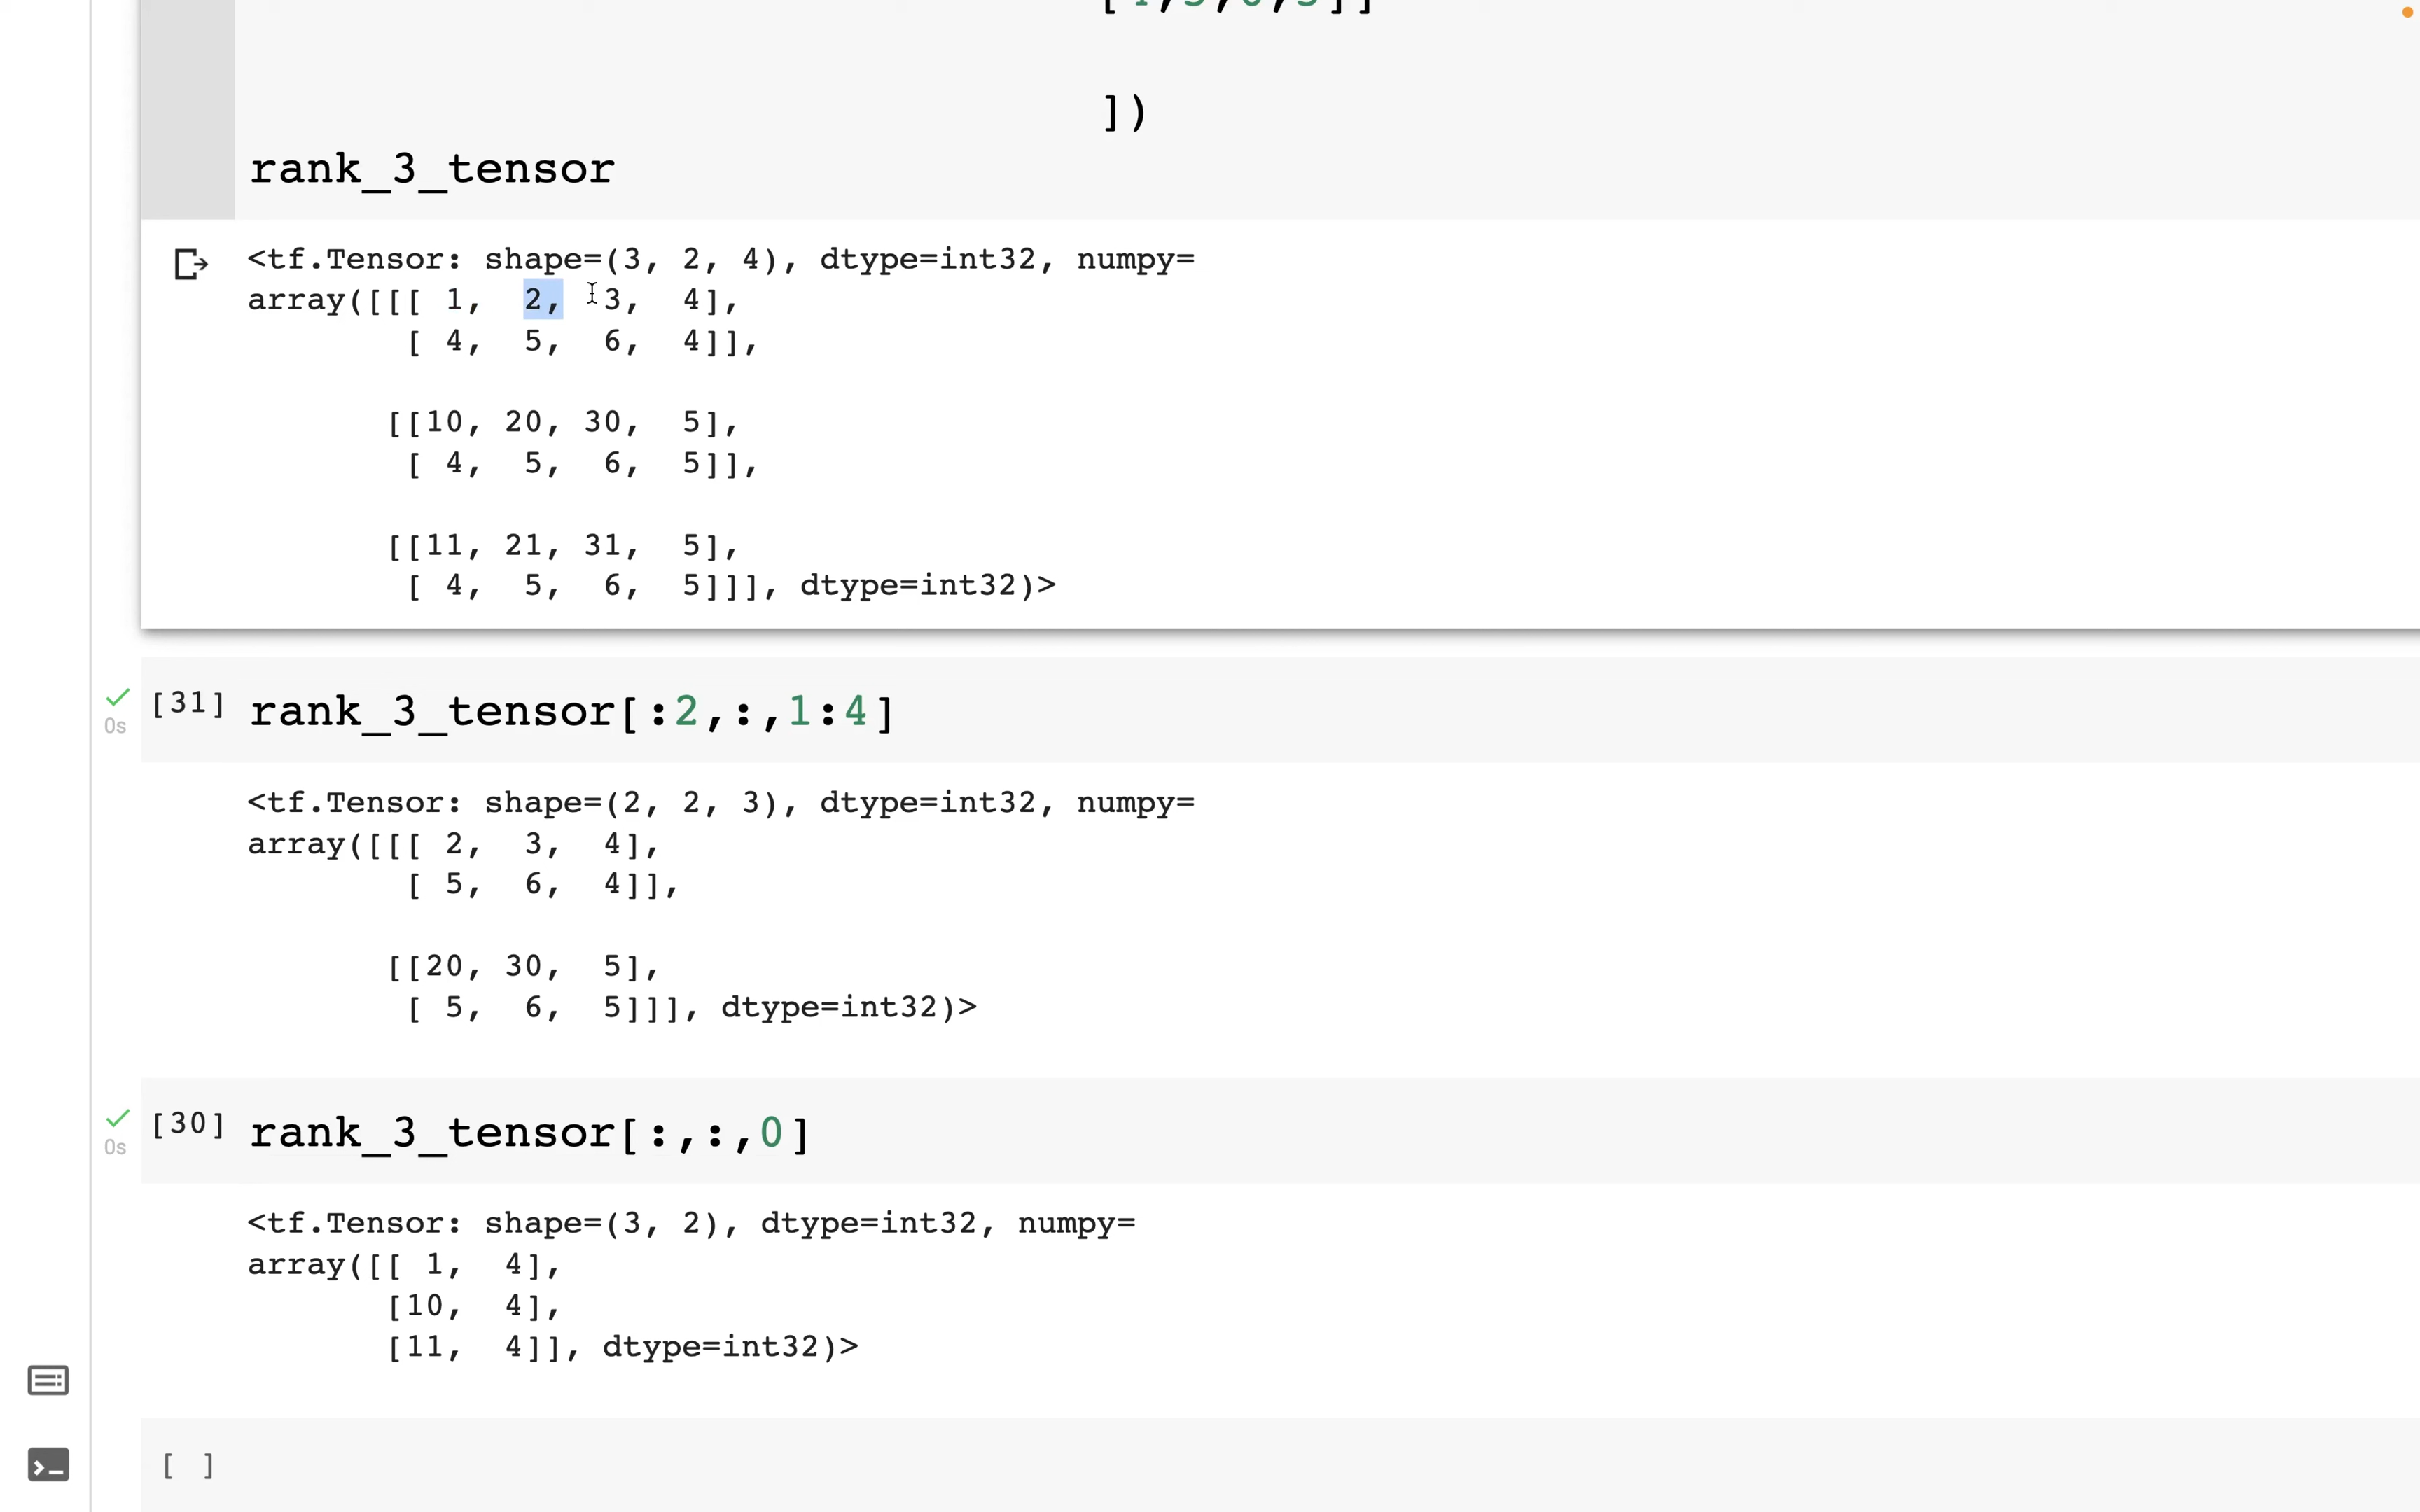 ])
rank_3_tensor
<tf.Tensor: shape=(3, 2, 4), dtype=int32, numpy=
array([[[ 1,  2,  3,  4],
        [ 4,  5,  6,  4]],
       [[10, 20, 30,  5],
        [ 4,  5,  6,  5]],
       [[11, 21, 31,  5],
        [ 4,  5,  6,  5]]], dtype=int32)>
0s
[31] rank_3_tensor[:2,:,1:4]
<tf.Tensor: shape=(2, 2, 3), dtype=int32, numpy=
array([[[ 2,  3,  4],
        [ 5,  6,  4]],
       [[20, 30,  5],
        [ 5,  6,  5]]], dtype=int32)>
0s
[30] rank_3_tensor[:,:,0]
<tf.Tensor: shape=(3, 2), dtype=int32, numpy=
array([[ 1,  4],
       [10,  4],
       [11,  4]], dtype=int32)>
[ ]